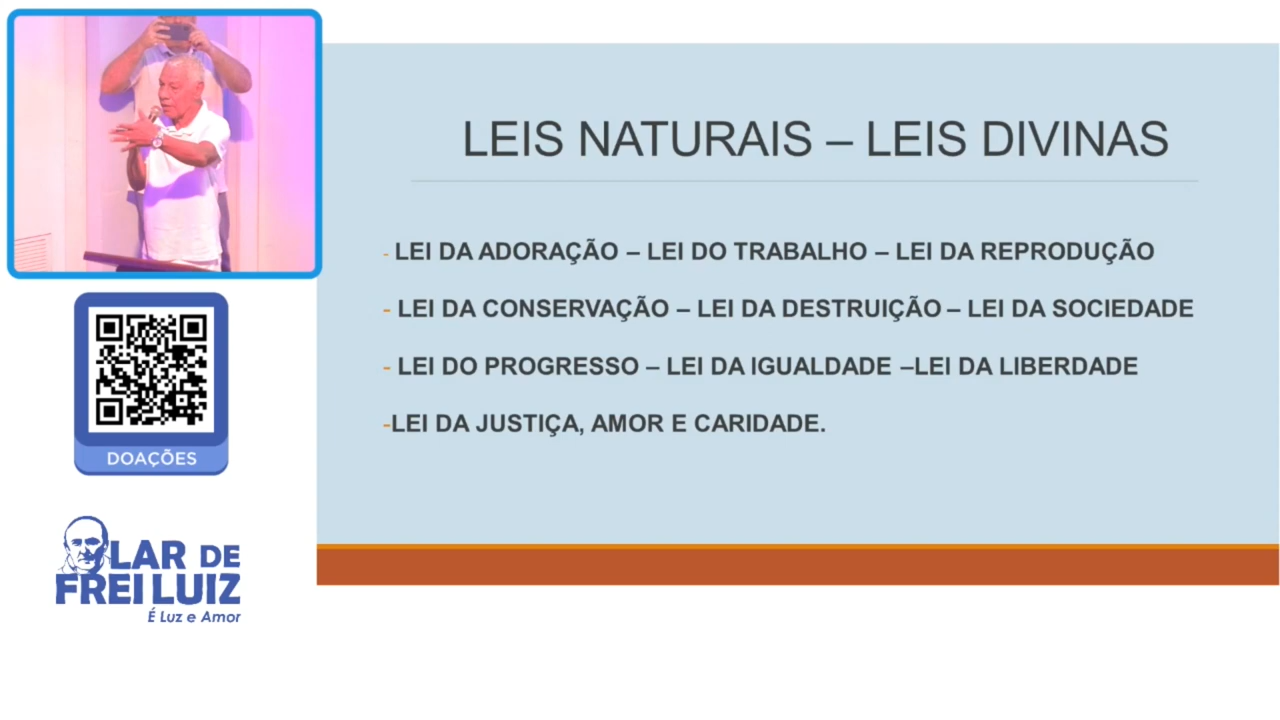 LEIS NATURAIS – LEIS DIVINAS
- LEI DA ADORAÇÃO – LEI DO TRABALHO – LEI DA REPRODUÇÃO
- LEI DA CONSERVAÇÃO – LEI DA DESTRUIÇÃO – LEI DA SOCIEDADE
- LEI DO PROGRESSO – LEI DA IGUALDADE –LEI DA LIBERDADE
-LEI DA JUSTIÇA, AMOR E CARIDADE.
DOAÇÕES
LAR DE
FREI LUIZ
É Luz e Amor